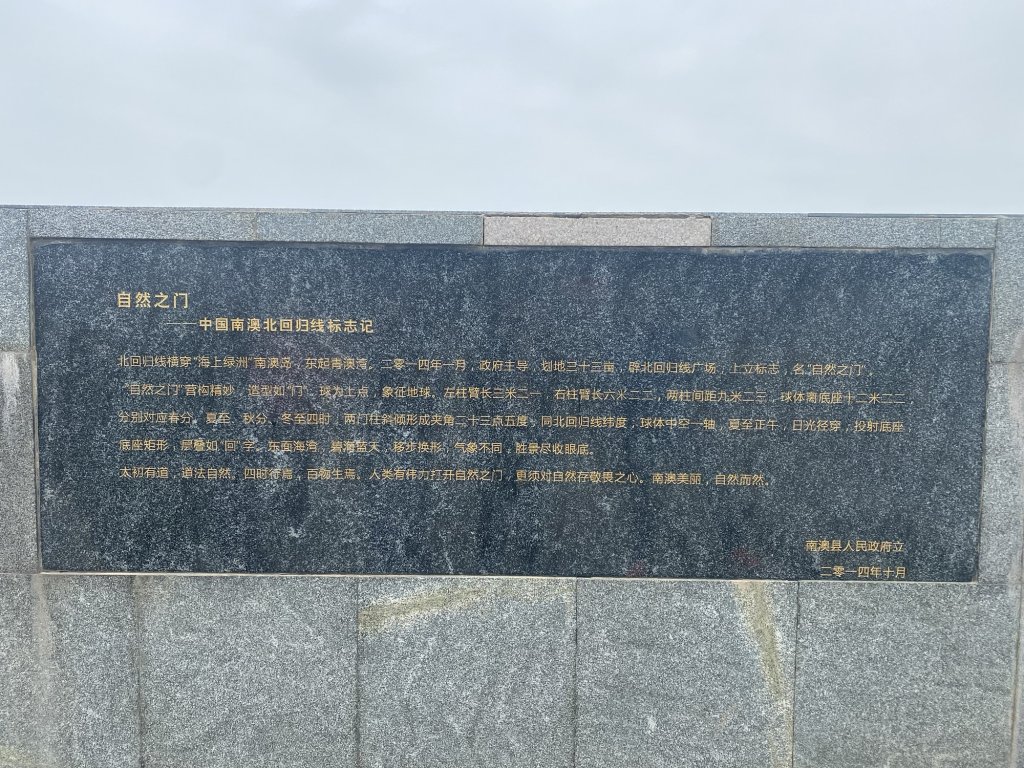 自然之门
——中国南澳北回归线标志记
北回归线横穿“海上绿洲”南澳岛，东起青澳湾。二零一四年一月，政府主导，划地三十三亩，辟北回归线广场，上立标志，名“自然之门”。
“自然之门”营构精妙，造型如“门”，球为上点，象征地球。左柱臂长三米二一，右柱臂长六米二二，两柱间距九米二三，球体离底座十二米二二
分别对应春分、夏至、秋分、冬至四时，两门柱斜倾形成夹角二十三点五度，同北回归线纬度；球体中空一轴，夏至正午，日光径穿，投射底座
底座矩形，层叠如“回”字。东面海湾，碧海蓝天，移步换形，气象不同，胜景尽收眼底。
太初有道，道法自然。四时行焉，百物生焉。人类有伟力打开自然之门，更须对自然存敬畏之心。南澳美丽，自然而然。
南澳县人民政府立
二零一四年十月